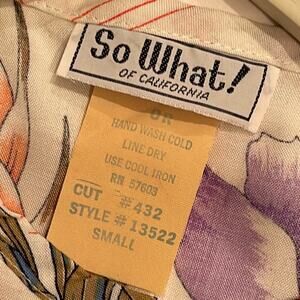 So What!
OF CALIFORNIA
HAND WASH COLD
LINE DRY
USE COOL IRON
RN 57603
CUT #432
STYLE #13522
SMALL